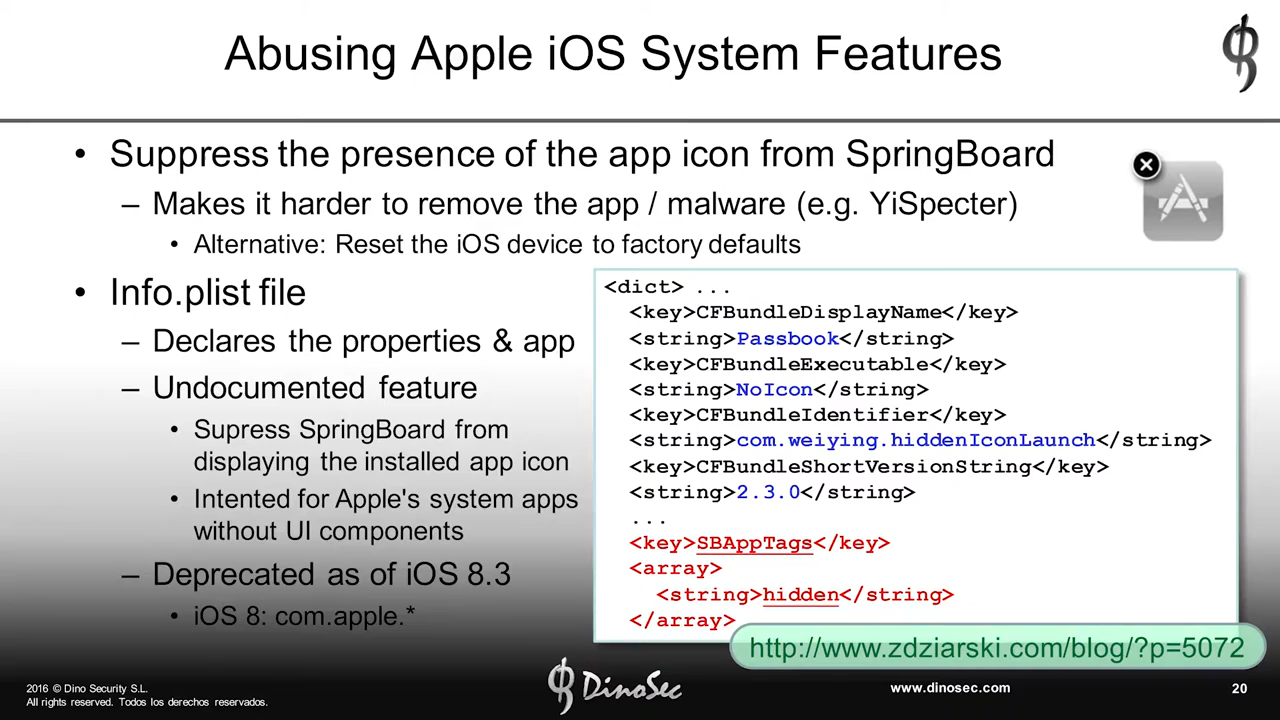 Abusing Apple iOS System Features
• Suppress the presence of the app icon from SpringBoard
– Makes it harder to remove the app / malware (e.g. YiSpecter)
• Alternative: Reset the iOS device to factory defaults
• Info.plist file
– Declares the properties & app
– Undocumented feature
• Supress SpringBoard from
displaying the installed app icon
• Intented for Apple's system apps
without UI components
– Deprecated as of iOS 8.3
• iOS 8: com.apple.*
<dict> ...
<key>CFBundleDisplayName</key>
<string>Passbook</string>
<key>CFBundleExecutable</key>
<string>NoIcon</string>
<key>CFBundleIdentifier</key>
<string>com.weiying.hiddenIconLaunch</string>
<key>CFBundleShortVersionString</key>
<string>2.3.0</string>
...
<key>SBAppTags</key>
<array>
<string>hidden</string>
</array>
http://www.zdziarski.com/blog/?p=5072
2016 © Dino Security S.L.
All rights reserved. Todos los derechos reservados.
DinoSec
www.dinosec.com
20